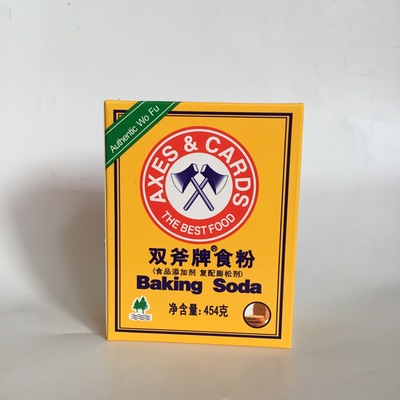 Authentic Wo Fu
AXES & CARDS
THE BEST FOOD
双斧牌®食粉
(食品添加剂 复配膨松剂)
Baking Soda
净含量: 454克